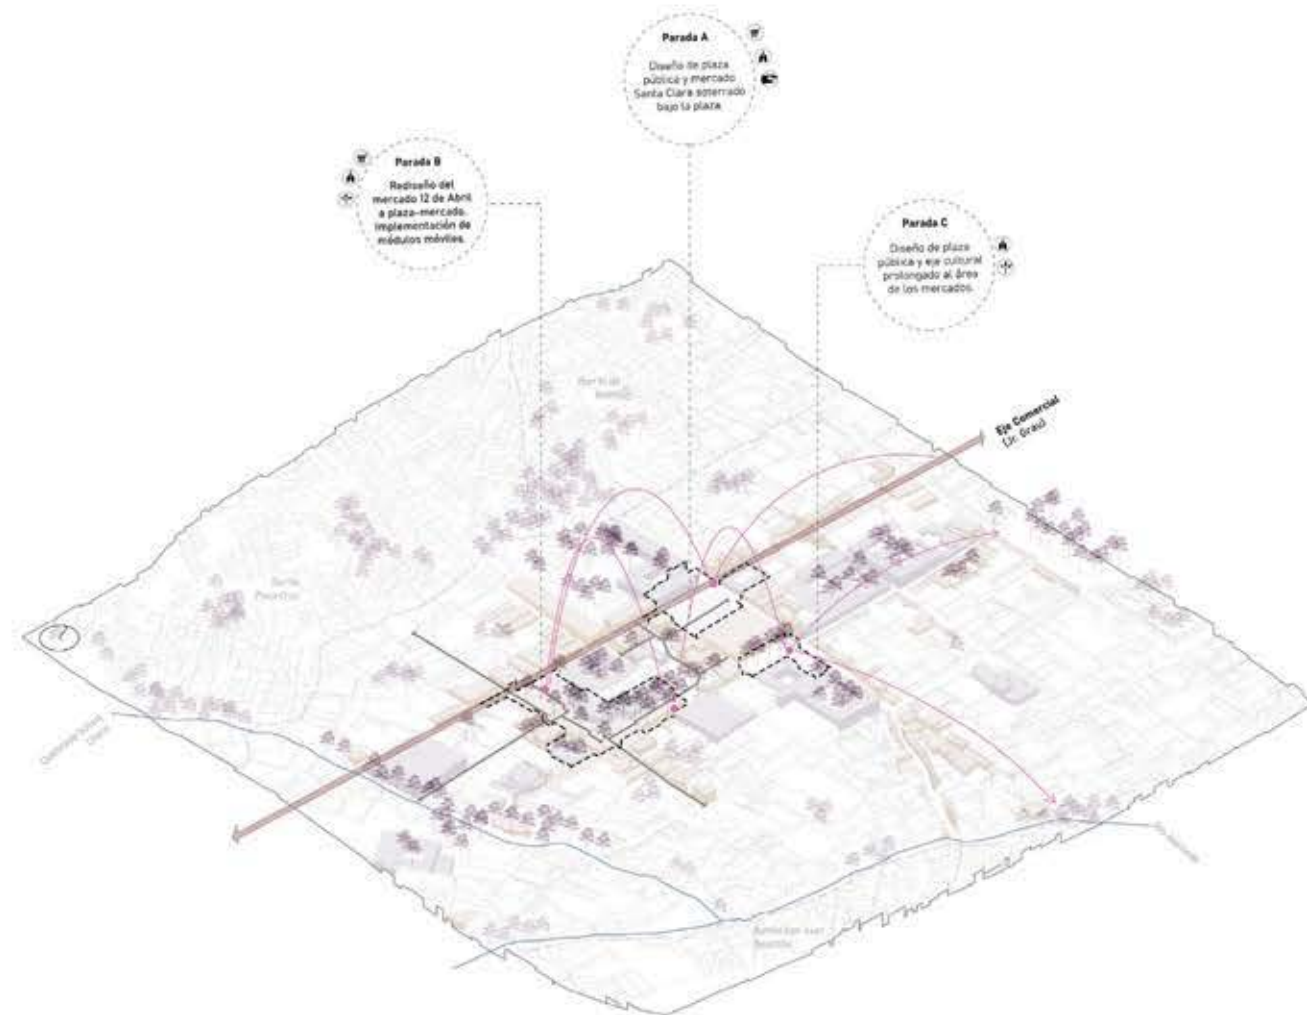 Parada A
Diseño de plaza
pública y mercado
Santa Clara soterrado
bajo la plaza
Parada B
Rediseño del
mercado 12 de Abril
a plaza-mercado.
Implementación de
módulos móviles.
Parada C
Diseño de plaza
pública y eje cultural
prolongado al área
de los mercados.
Eje Comercial
(Jr. Grau)
Barrio